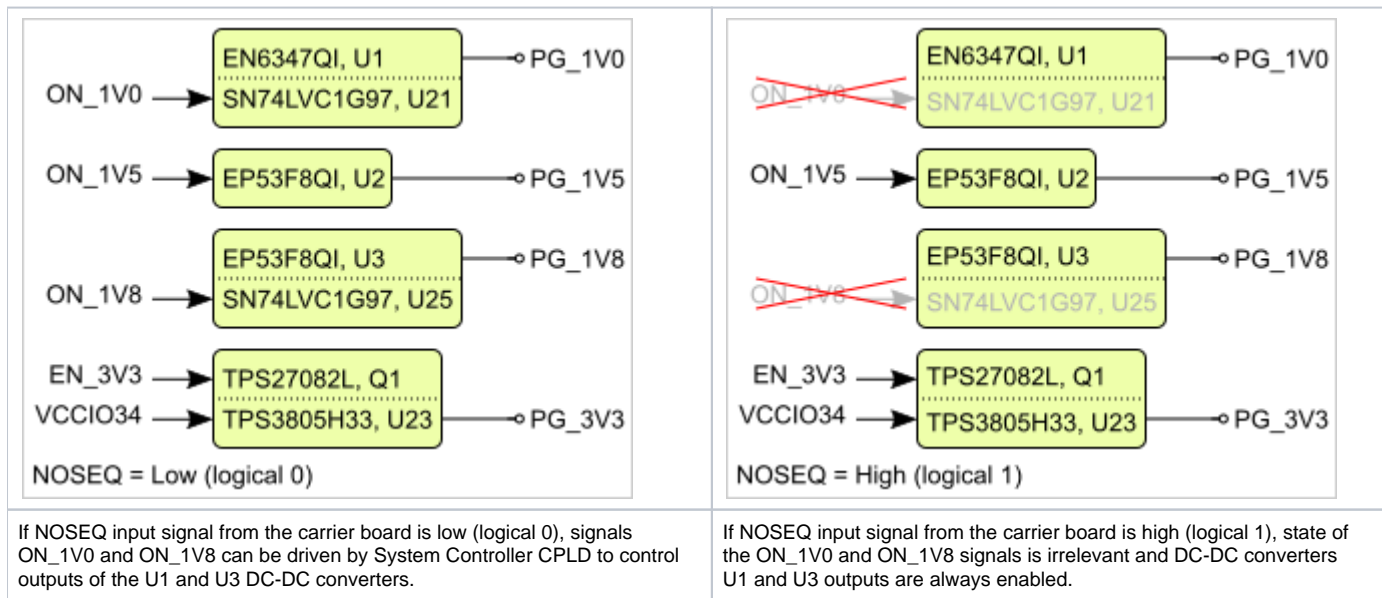 EN6347QI, U1
PG_1V0
ON_1V0
SN74LVC1G97, U21
ON_1V5
EP53F8QI, U2
PG_1V5
EP53F8QI, U3
PG_1V8
ON_1V8
SN74LVC1G97, U25
EN_3V3
TPS27082L, Q1
VCCIO34
TPS3805H33, U23
PG_3V3
NOSEQ = Low (logical 0)
If NOSEQ input signal from the carrier board is low (logical 0), signals
ON_1V0 and ON_1V8 can be driven by System Controller CPLD to control
outputs of the U1 and U3 DC-DC converters.
EN6347QI, U1
PG_1V0
ON_1V0
SN74LVC1G97, U21
ON_1V5
EP53F8QI, U2
PG_1V5
EP53F8QI, U3
PG_1V8
ON_1V8
SN74LVC1G97, U25
EN_3V3
TPS27082L, Q1
VCCIO34
TPS3805H33, U23
PG_3V3
NOSEQ = High (logical 1)
If NOSEQ input signal from the carrier board is high (logical 1), state of
the ON_1V0 and ON_1V8 signals is irrelevant and DC-DC converters
U1 and U3 outputs are always enabled.